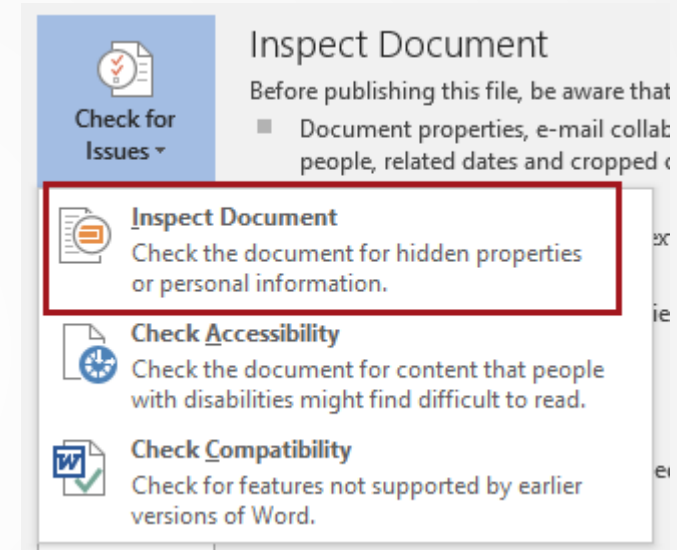 Inspect Document
Before publishing this file, be aware that
Check for
Issues
Document properties, e-mail collab
people, related dates and cropped
Inspect Document
Check the document for hidden properties
or personal information.
Check Accessibility
Check the document for content that people
with disabilities might find difficult to read.
Check Compatibility
Check for features not supported by earlier
versions of Word.